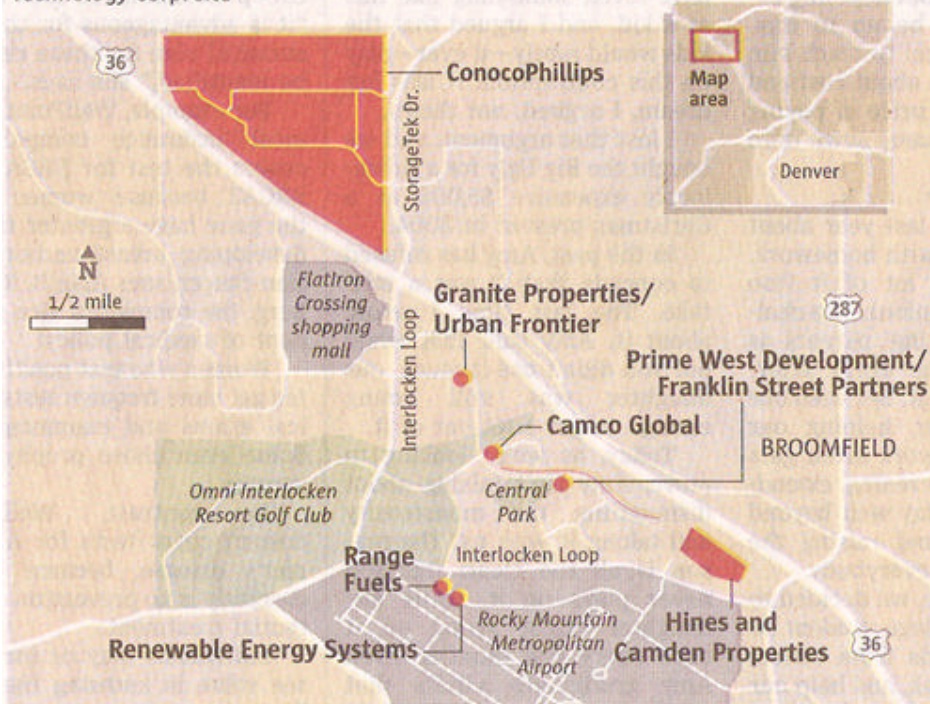 36
ConocoPhillips
StorageTek Dr.
Map
area
Denver
N
1/2 mile
FlatIron
Crossing
shopping
mall
Granite Properties/
Urban Frontier
287
Interlocken Loop
Prime West Development/
Franklin Street Partners
Camco Global
BROOMFIELD
Omni Interlocken
Resort Golf Club
Central
Park
Range
Fuels
Interlocken Loop
Renewable Energy Systems
Rocky Mountain
Metropolitan
Airport
Hines and
Camden Properties
36